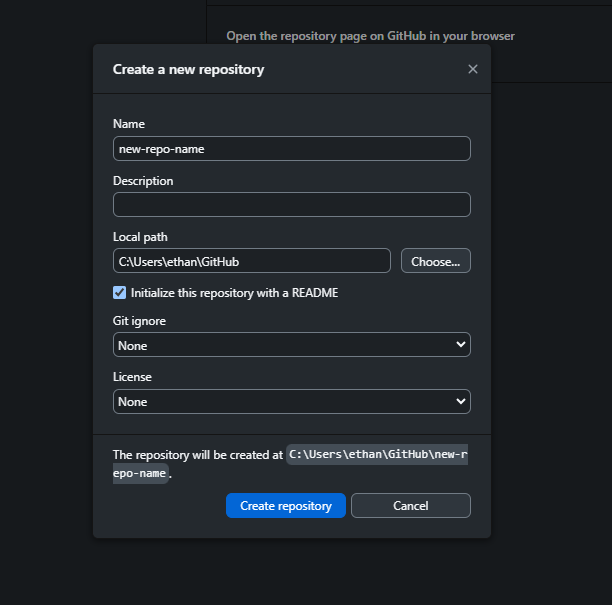 Open the repository page on GitHub in your browser
Create a new repository
Name
new-repo-name
Description
Local path
C:\Users\ethan\GitHub
Choose...
Initialize this repository with a README
Git ignore
None
License
None
The repository will be created at C:\Users\ethan\GitHub\new-r
epo-name.
Create repository
Cancel